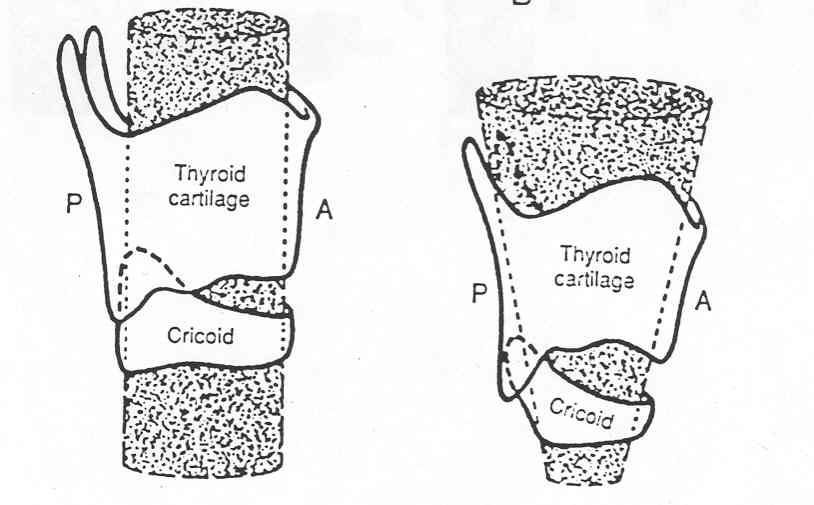 Thyroid
cartilage
P
A
Cricoid
Thyroid
cartilage
P
A
Cricoid